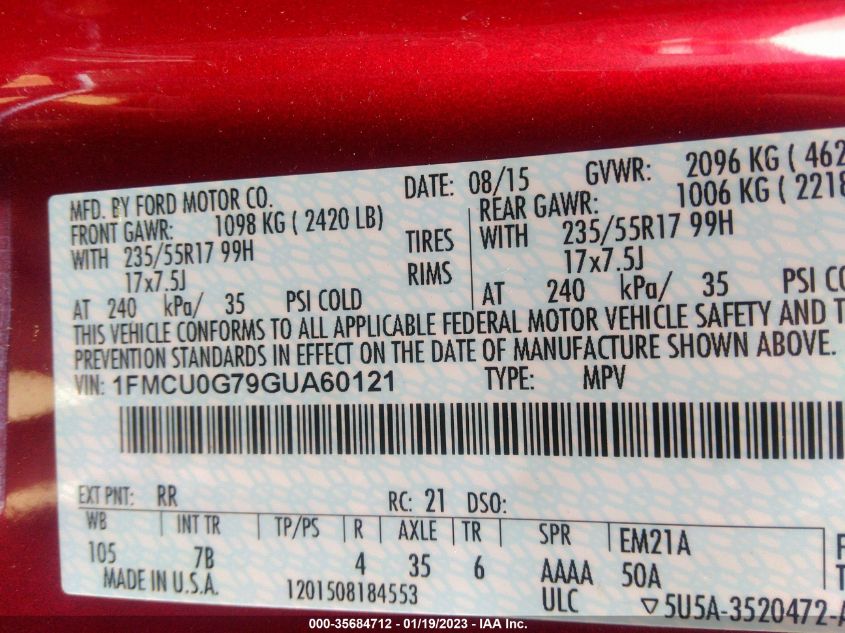 MFD. BY FORD MOTOR CO. DATE: 08/15 GVWR: 2096 KG ( 462
FRONT GAWR: 1098 KG ( 2420 LB) REAR GAWR: 1006 KG ( 2218
WITH 235/55R17 99H TIRES WITH 235/55R17 99H
17x7.5J RIMS 17x7.5J
AT 240 kPa/ 35 PSI COLD AT 240 kPa/ 35 PSI CO
THIS VEHICLE CONFORMS TO ALL APPLICABLE FEDERAL MOTOR VEHICLE SAFETY AND T
PREVENTION STANDARDS IN EFFECT ON THE DATE OF MANUFACTURE SHOWN ABOVE.
VIN: 1FMCU0G79GUA60121 TYPE: MPV
EXT PNT: RR RC: 21 DSO:
WB INT TR TP/PS R AXLE TR SPR EM21A
105 7B 4 35 6 AAAA 50A
MADE IN U.S.A. 1201508184553 ULC 5U5A-3520472-A
000-35684712 - 01/19/2023 - IAA Inc.